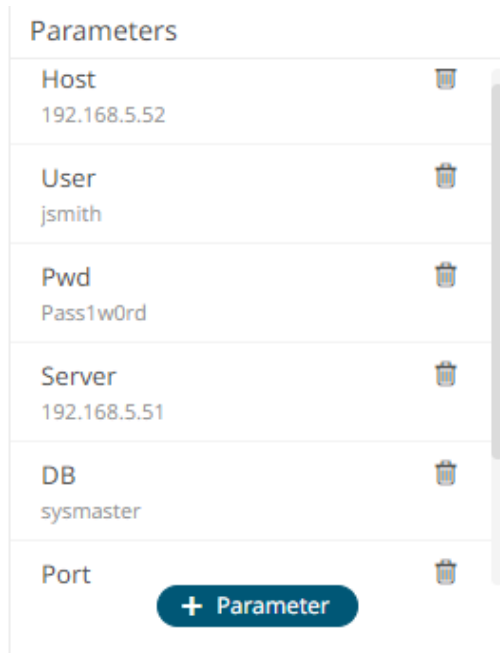 Parameters
Host
192.168.5.52
User
jsmith
Pwd
Pass1w0rd
Server
192.168.5.51
DB
sysmaster
Port
+ Parameter